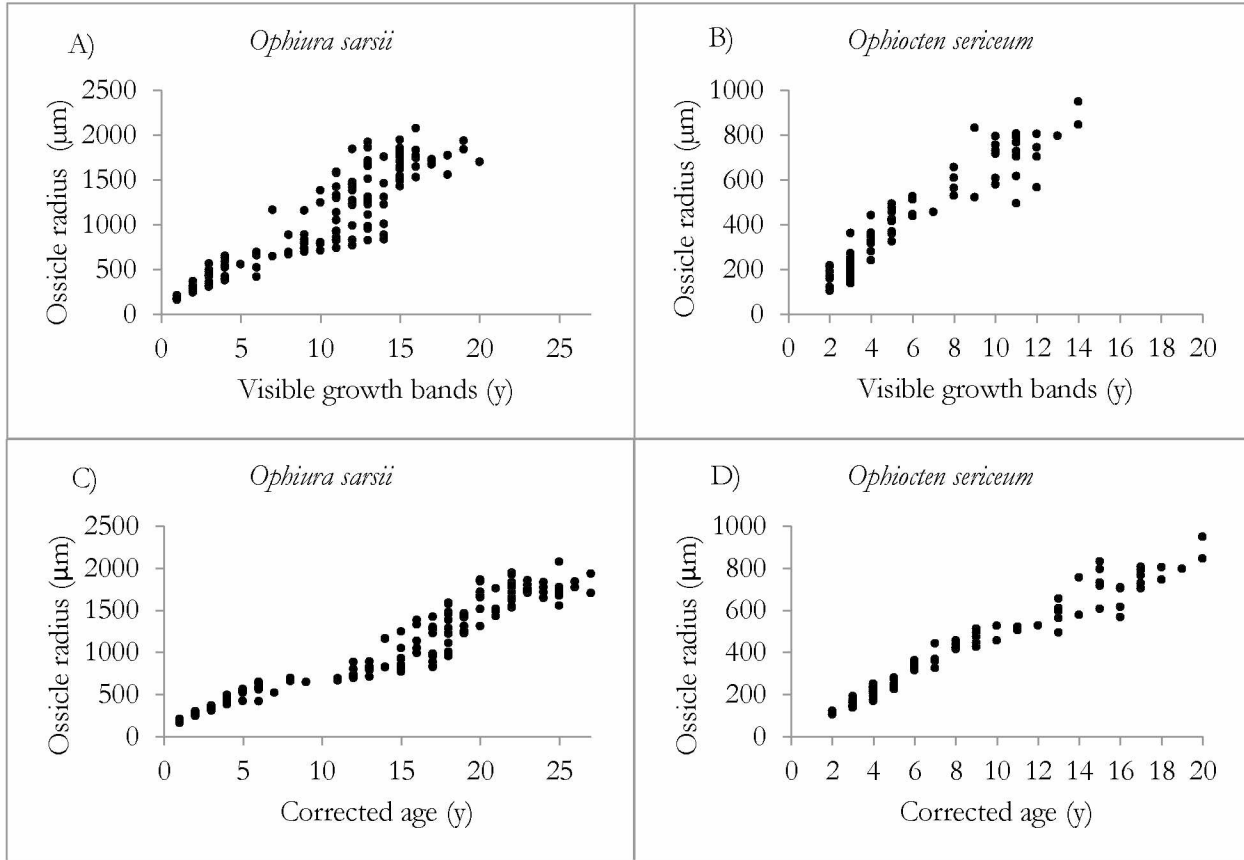 A) Ophiura sarsii
Ossicle radius (µm)
2500
2000
1500
1000
500
0
0 5 10 15 20 25
Visible growth bands (y)
B) Ophiocten sericeum
Ossicle radius (µm)
1000
800
600
400
200
0
0 2 4 6 8 10 12 14 16 18 20
Visible growth bands (y)
C) Ophiura sarsii
Ossicle radius (µm)
2500
2000
1500
1000
500
0
0 5 10 15 20 25
Corrected age (y)
D) Ophiocten sericeum
Ossicle radius (µm)
1000
800
600
400
200
0
0 2 4 6 8 10 12 14 16 18 20
Corrected age (y)